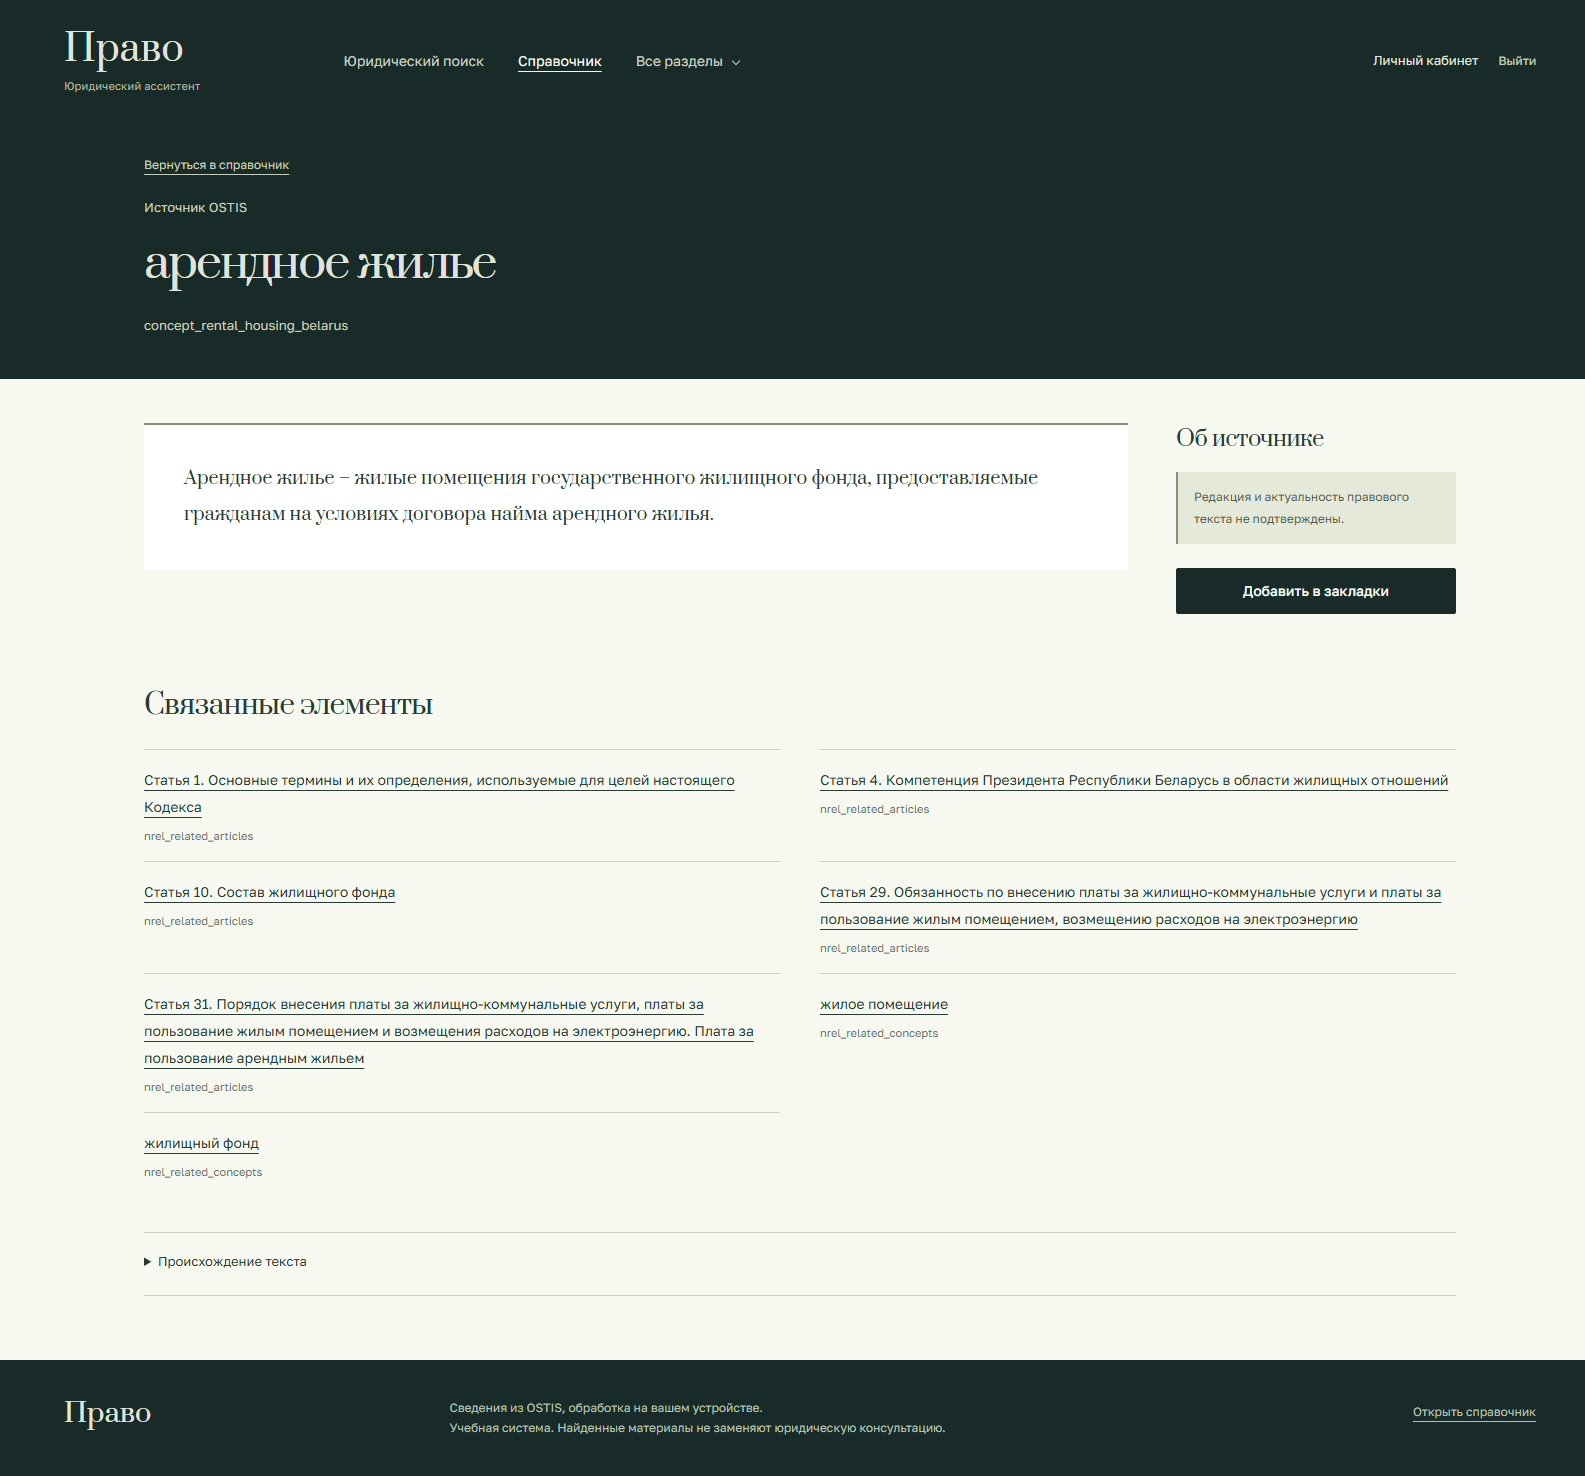 Право
Юридический ассистент
Юридический поиск
Справочник
Все разделы
Личный кабинет
Выйти
Вернуться в справочник
Источник OSTIS
арендное жилье
concept_rental_housing_belarus
Арендное жилье – жилые помещения государственного жилищного фонда, предоставляемые
гражданам на условиях договора найма арендного жилья.
Об источнике
Редакция и актуальность правового
текста не подтверждены.
Добавить в закладки
Связанные элементы
Статья 1. Основные термины и их определения, используемые для целей настоящего
Кодекса
nrel_related_articles
Статья 4. Компетенция Президента Республики Беларусь в области жилищных отношений
nrel_related_articles
Статья 10. Состав жилищного фонда
nrel_related_articles
Статья 29. Обязанность по внесению платы за жилищно-коммунальные услуги и платы за
пользование жилым помещением, возмещению расходов на электроэнергию
nrel_related_articles
Статья 31. Порядок внесения платы за жилищно-коммунальные услуги, платы за
пользование жилым помещением и возмещения расходов на электроэнергию. Плата за
пользование арендным жильем
nrel_related_articles
жилое помещение
nrel_related_concepts
жилищный фонд
nrel_related_concepts
Происхождение текста
Право
Сведения из OSTIS, обработка на вашем устройстве.
Учебная система. Найденные материалы не заменяют юридическую консультацию.
Открыть справочник